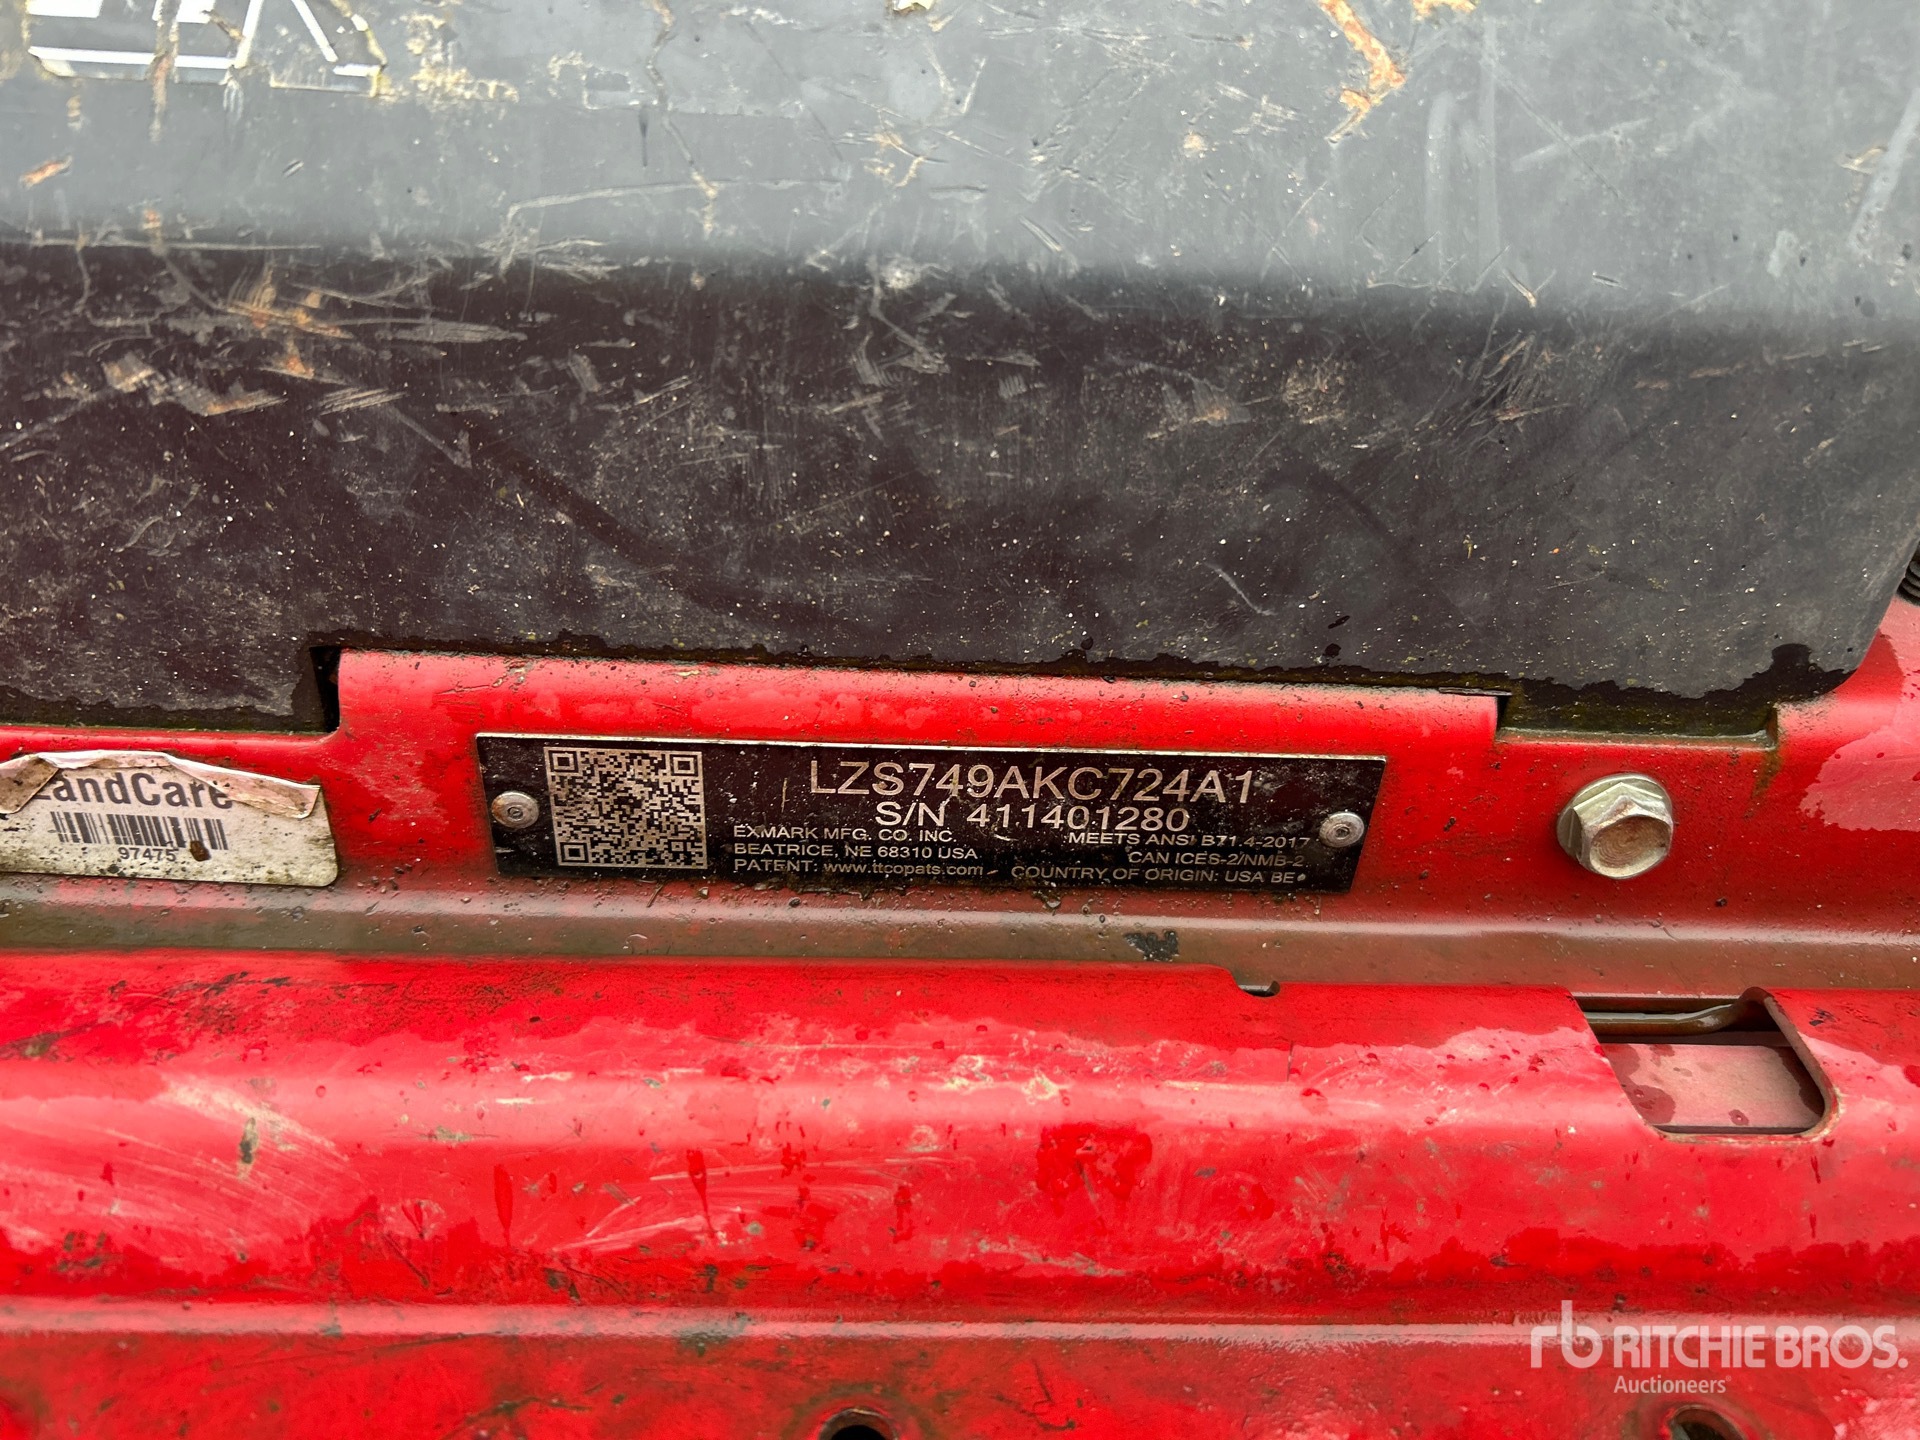 LZS749AKC724A1
S/N 411401280
EXMARK MFG. CO. INC.
BEATRICE, NE 68310 USA
PATENT: www.ttcopats.com
MEETS ANSI B71.4-2017
CAN ICES-2/NMB-2
COUNTRY OF ORIGIN: USA BE
LandCare
97475
rb RITCHIE BROS.
Auctioneers